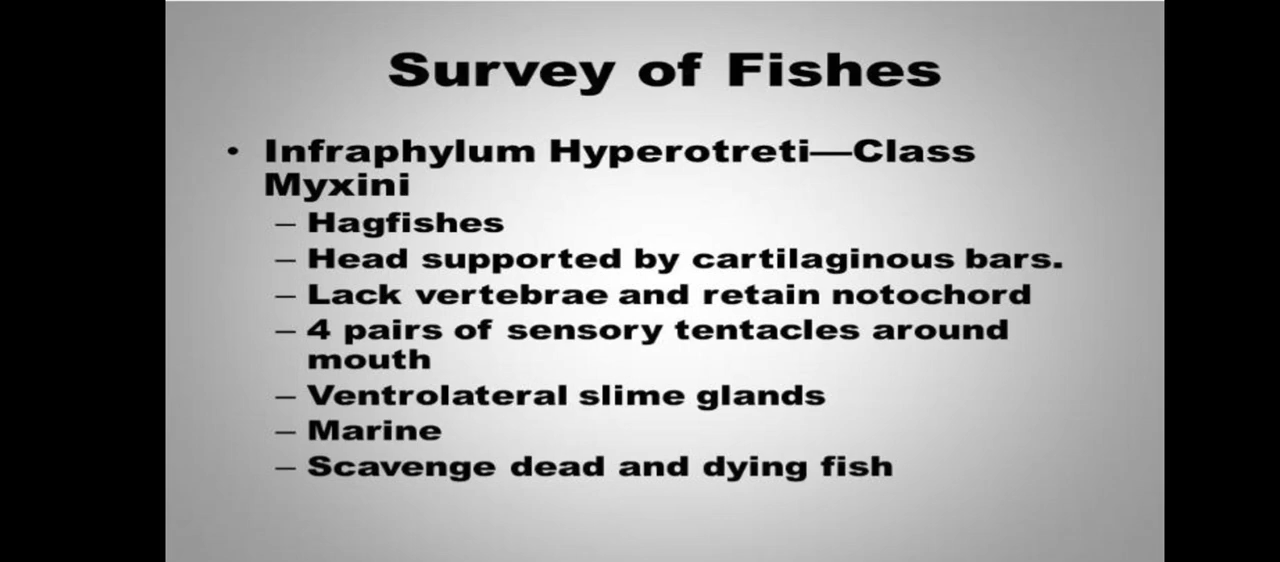 Survey of Fishes
• Infraphylum Hyperotreti—Class
Myxini
– Hagfishes
– Head supported by cartilaginous bars.
– Lack vertebrae and retain notochord
– 4 pairs of sensory tentacles around
mouth
– Ventrolateral slime glands
– Marine
– Scavenge dead and dying fish